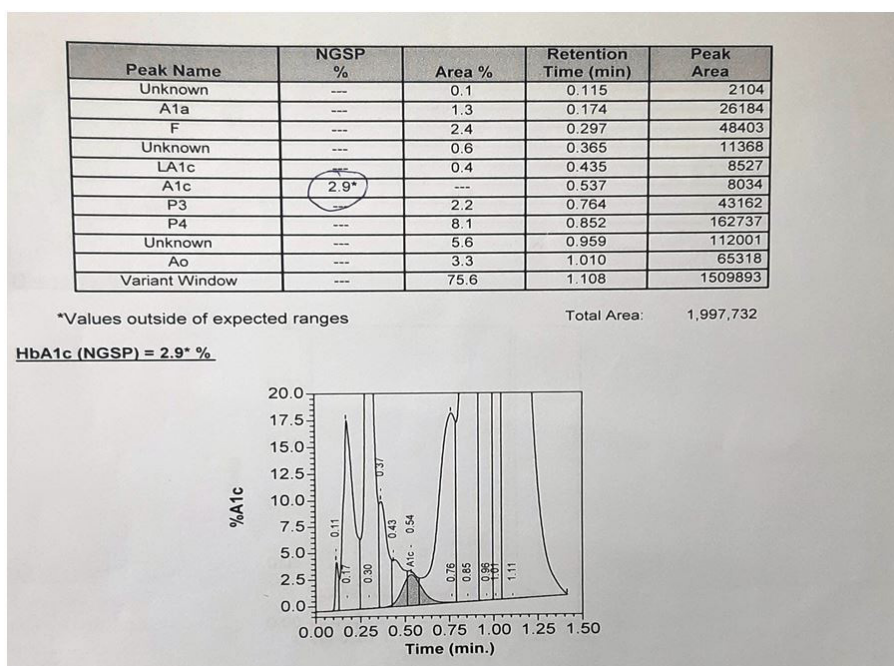 Peak Name NGSP % Area % Retention Time (min) Peak Area
Unknown --- 0.1 0.115 2104
A1a --- 1.3 0.174 26184
F --- 2.4 0.297 48403
Unknown --- 0.6 0.365 11368
LA1c --- 0.4 0.435 8527
A1c 2.9* --- 0.537 8034
P3 --- 2.2 0.764 43162
P4 --- 8.1 0.852 162737
Unknown --- 5.6 0.959 112001
Ao --- 3.3 1.010 65318
Variant Window --- 75.6 1.108 1509893
*Values outside of expected ranges Total Area: 1,997,732
HbA1c (NGSP) = 2.9* %
%A1c
20.0
17.5
15.0
12.5
10.0
7.5
5.0
2.5
0.0
0.11
0.17
0.30
0.37
0.43
A1c - 0.54
0.76
0.85
0.96
1.01
1.11
0.00 0.25 0.50 0.75 1.00 1.25 1.50
Time (min.)